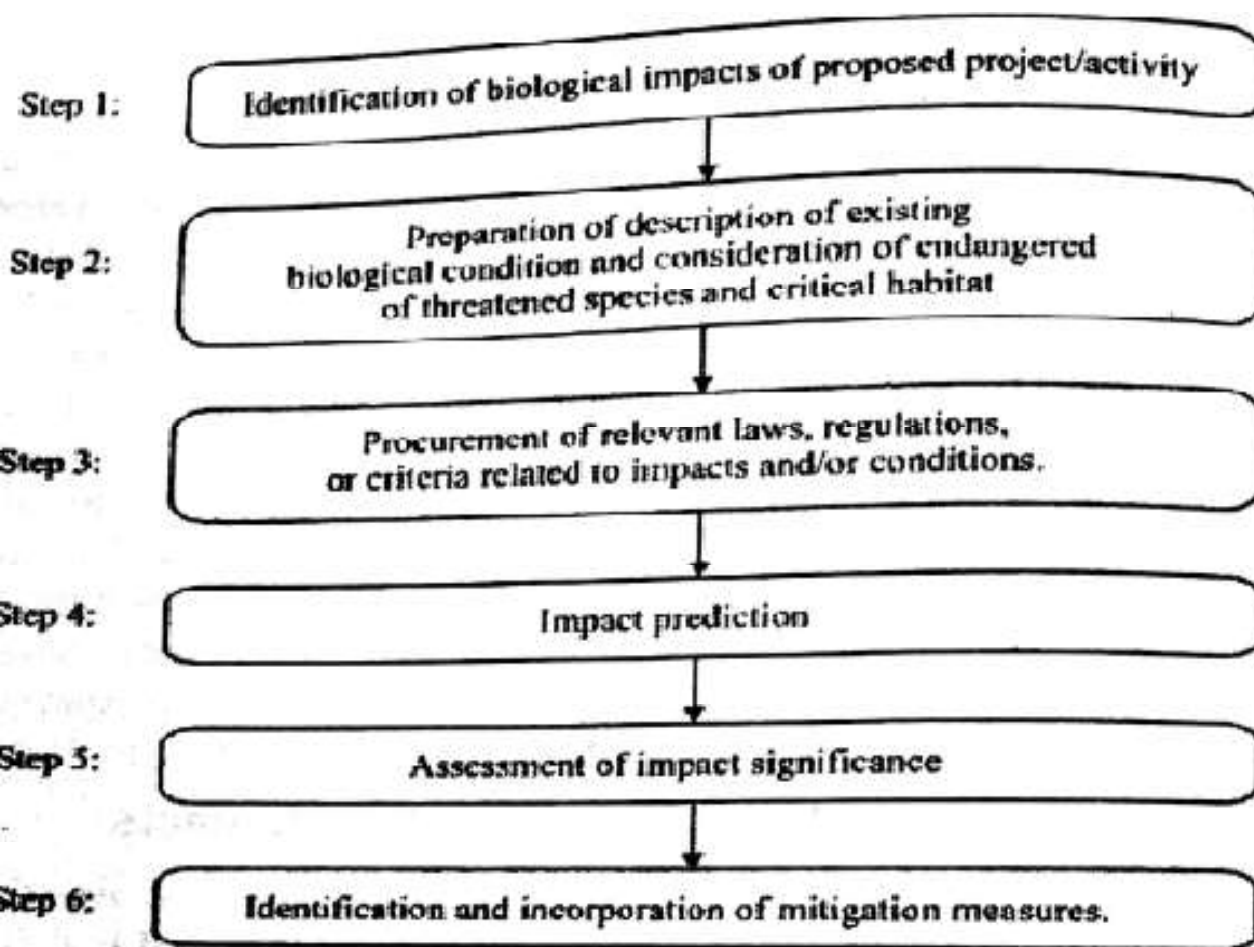 Step 1:
Identification of biological impacts of proposed project/activity
Step 2:
Preparation of description of existing
biological condition and consideration of endangered
of threatened species and critical habitat
Step 3:
Procurement of relevant laws, regulations,
or criteria related to impacts and/or conditions.
Step 4:
Impact prediction
Step 5:
Assessment of impact significance
Step 6:
Identification and incorporation of mitigation measures.